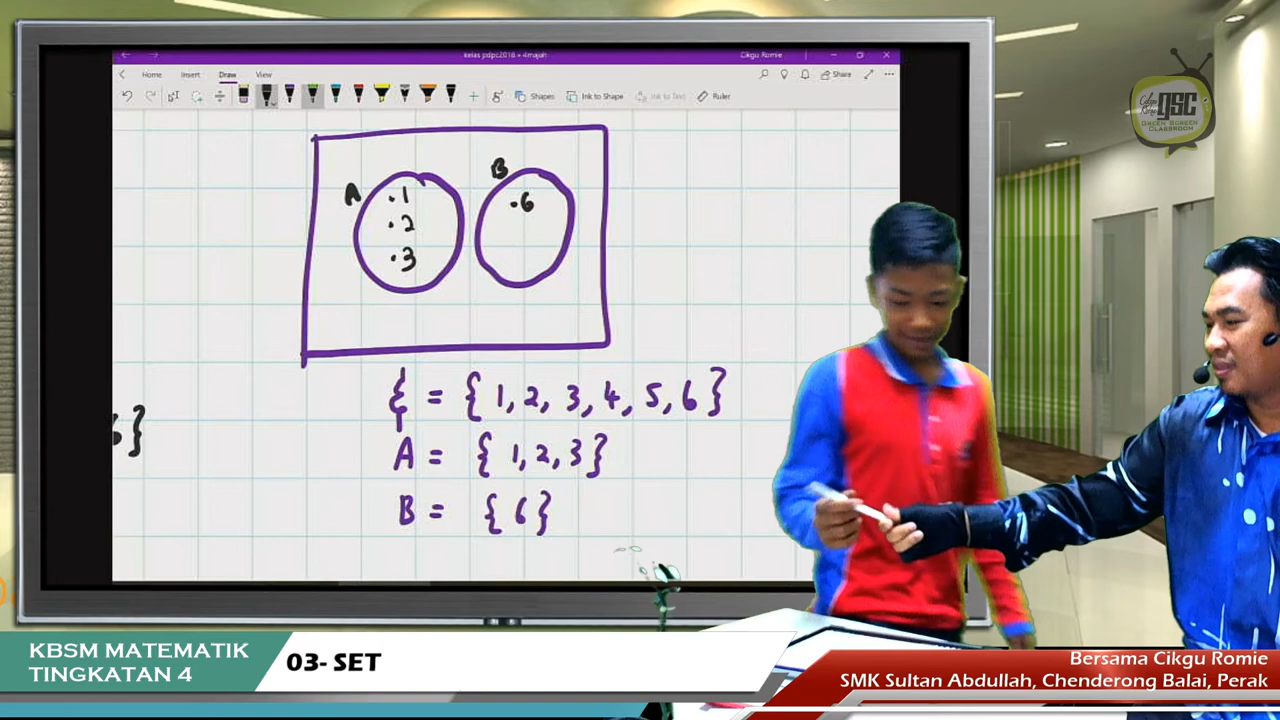 kelas pdpc2018 • 4majah
Cikgu Romie
Home Insert Draw View
Share
Shapes Ink to Shape Ink to Text Ruler
A
.1
.2
.3
B
.6
ξ = { 1, 2, 3, 4, 5, 6 }
A = { 1, 2, 3 }
B = { 6 }
}
gsc
GREEN SCREEN
CLASSROOM
KBSM MATEMATIK
TINGKATAN 4
03- SET
Bersama Cikgu Romie
SMK Sultan Abdullah, Chenderong Balai, Perak